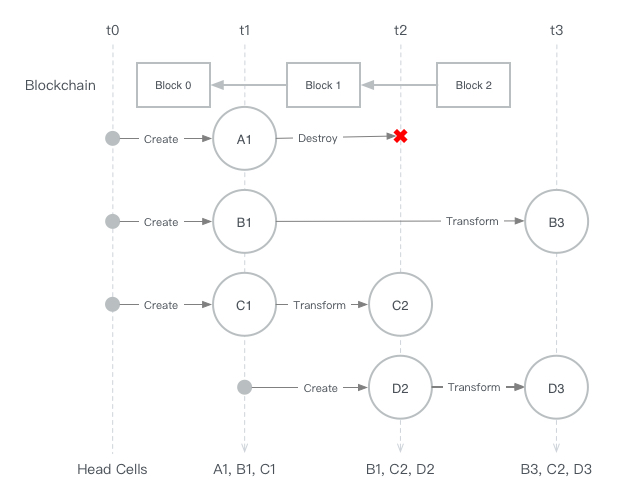 t0 t1 t2 t3
Blockchain Block 0 Block 1 Block 2
Create A1 Destroy
Create B1 Transform B3
Create C1 Transform C2
Create D2 Transform D3
Head Cells A1, B1, C1 B1, C2, D2 B3, C2, D3